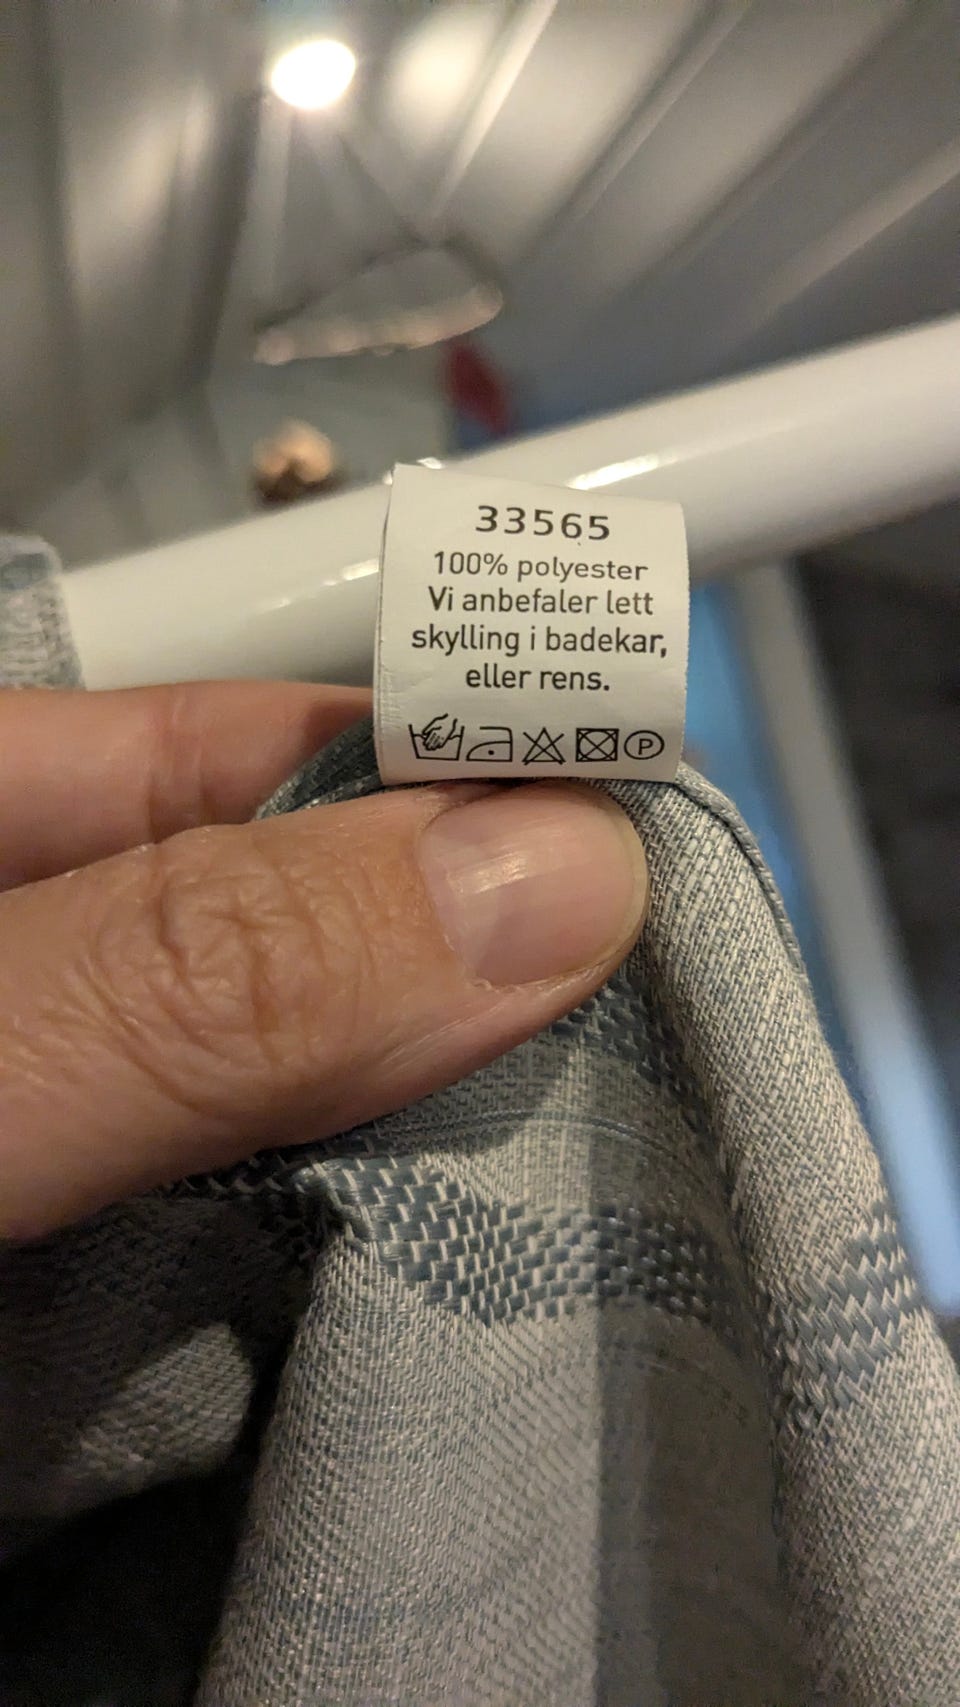 33565
100% polyester
Vi anbefaler lett
skylling i badekar,
eller rens.
P